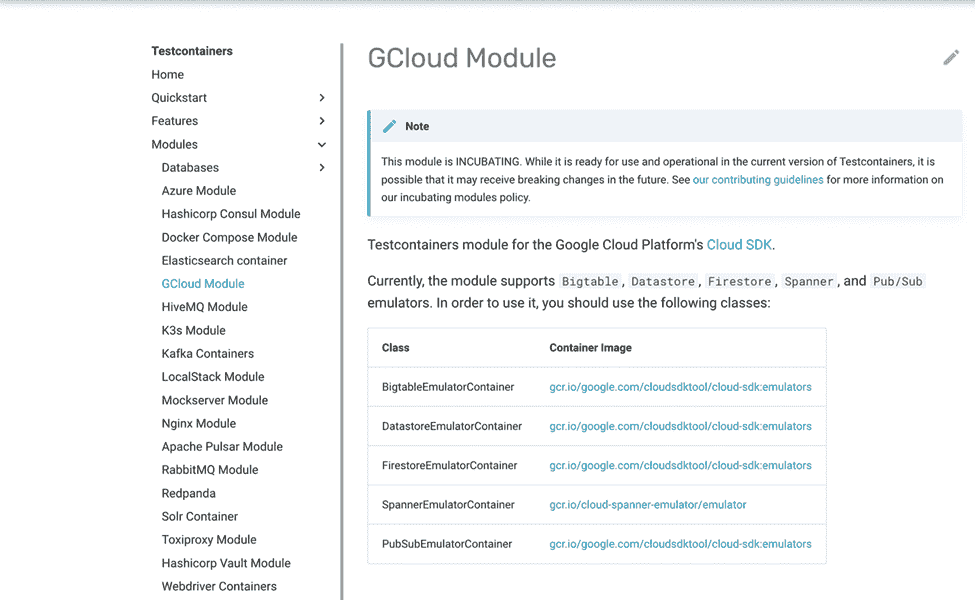 Testcontainers
Home
Quickstart
Features
Modules
Databases
Azure Module
Hashicorp Consul Module
Docker Compose Module
Elasticsearch container
GCloud Module
HiveMQ Module
K3s Module
Kafka Containers
LocalStack Module
Mockserver Module
Nginx Module
Apache Pulsar Module
RabbitMQ Module
Redpanda
Solr Container
Toxiproxy Module
Hashicorp Vault Module
Webdriver Containers
GCloud Module
Note
This module is INCUBATING. While it is ready for use and operational in the current version of Testcontainers, it is
possible that it may receive breaking changes in the future. See our contributing guidelines for more information on
our incubating modules policy.
Testcontainers module for the Google Cloud Platform's Cloud SDK.
Currently, the module supports Bigtable, Datastore, Firestore, Spanner, and Pub/Sub
emulators. In order to use it, you should use the following classes:
Class Container Image
BigtableEmulatorContainer gcr.io/google.com/cloudsdktool/cloud-sdk:emulators
DatastoreEmulatorContainer gcr.io/google.com/cloudsdktool/cloud-sdk:emulators
FirestoreEmulatorContainer gcr.io/google.com/cloudsdktool/cloud-sdk:emulators
SpannerEmulatorContainer gcr.io/cloud-spanner-emulator/emulator
PubSubEmulatorContainer gcr.io/google.com/cloudsdktool/cloud-sdk:emulators